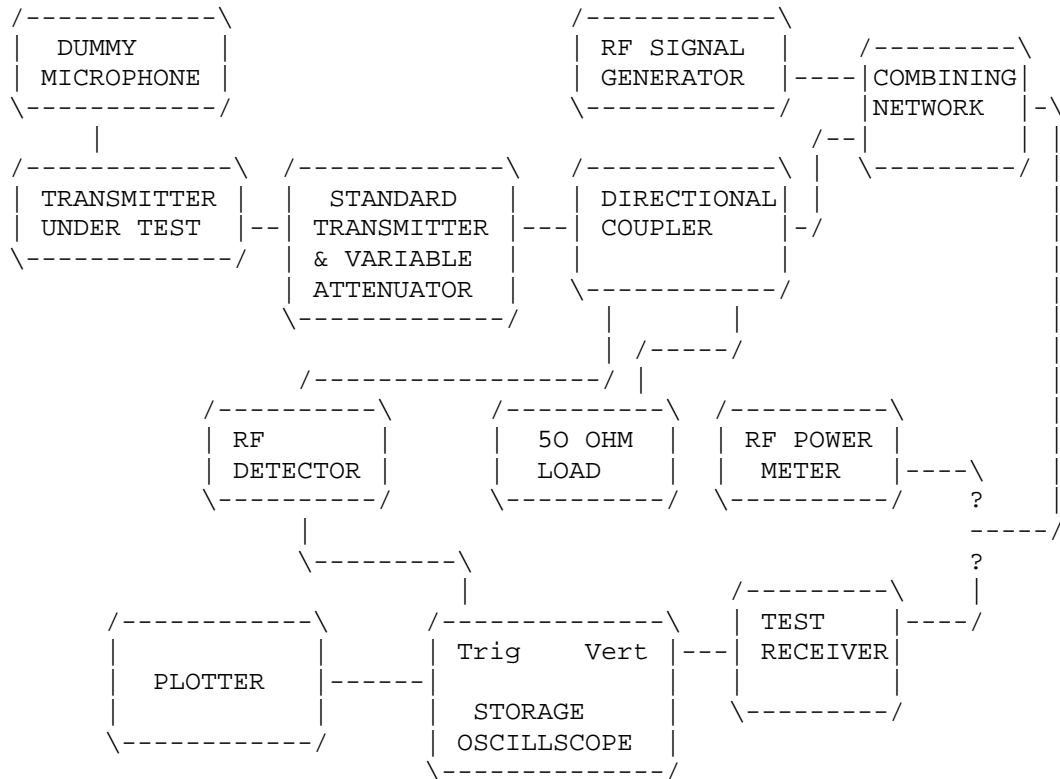 DUMMY
MICROPHONE
RF SIGNAL
GENERATOR
COMBINING
NETWORK
TRANSMITTER
UNDER TEST
STANDARD
TRANSMITTER
& VARIABLE
ATTENUATOR
DIRECTIONAL
COUPLER
RF
DETECTOR
50 OHM
LOAD
RF POWER
METER
?
?
TEST
RECEIVER
PLOTTER
Trig Vert
STORAGE
OSCILLSCOPE